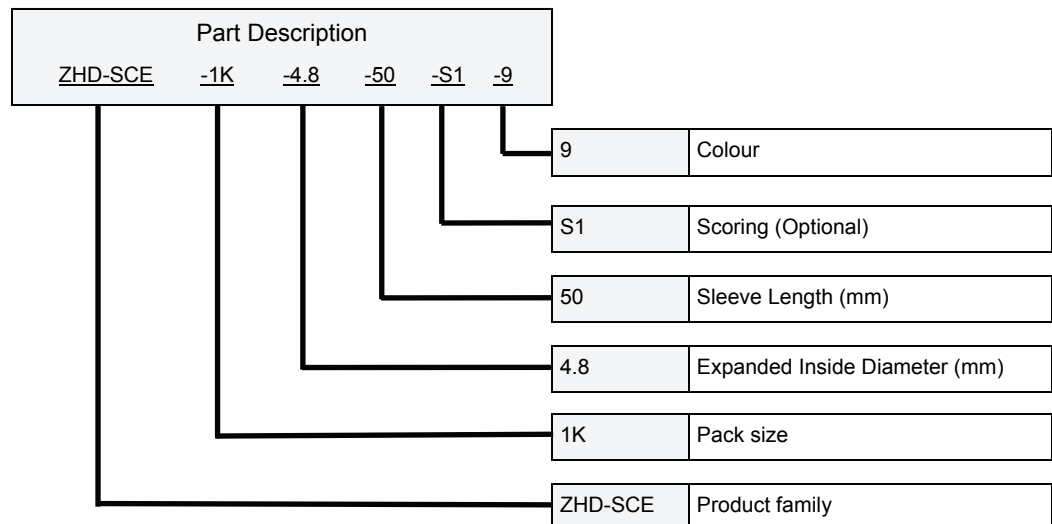 Part Description
ZHD-SCE -1K -4.8 -50 -S1 -9
9 Colour
S1 Scoring (Optional)
50 Sleeve Length (mm)
4.8 Expanded Inside Diameter (mm)
1K Pack size
ZHD-SCE Product family